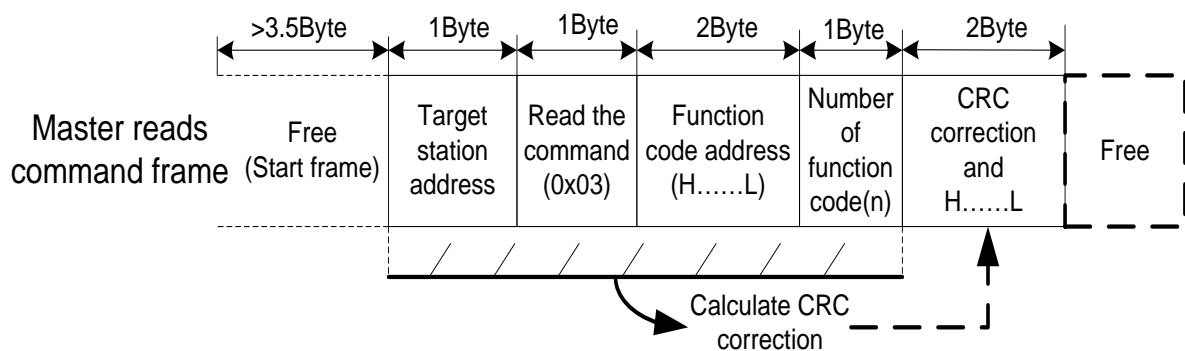 >3.5Byte 1Byte 1Byte 2Byte 1Byte 2Byte
Master reads
command frame
Free
(Start frame)
Target
station
address
Read the
command
(0x03)
Function
code address
(H……L)
Number
of
function
code(n)
CRC
correction
and
H……L
Free
Calculate CRC
correction